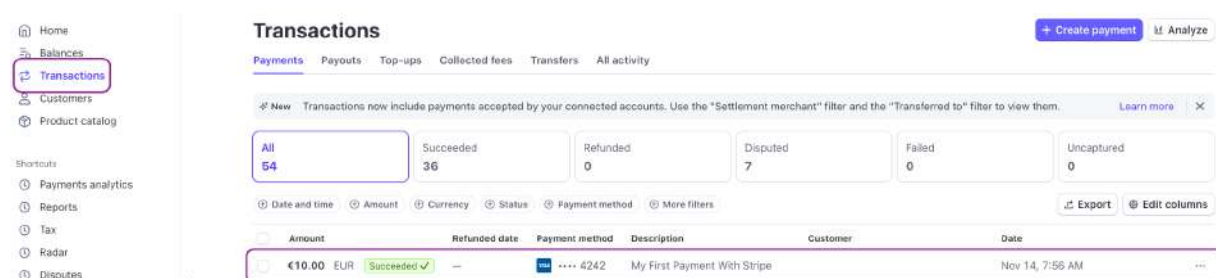 Home
Balances
Transactions
Customers
Product catalog
Shortcuts
Payments analytics
Reports
Tax
Radar
Disputes
Transactions
+ Create payment
Analyze
Payments Payouts Top-ups Collected fees Transfers All activity
New Transactions now include payments accepted by your connected accounts. Use the "Settlement merchant" filter and the "Transferred to" filter to view them. Learn more
All Succeeded Refunded Disputed Failed Uncaptured
54 36 0 7 0 0
Date and time Amount Currency Status Payment method More filters Export Edit columns
Amount Refunded date Payment method Description Customer Date
€10.00 EUR Succeeded ✓ — VISA •••• 4242 My First Payment With Stripe Nov 14, 7:56 AM ···